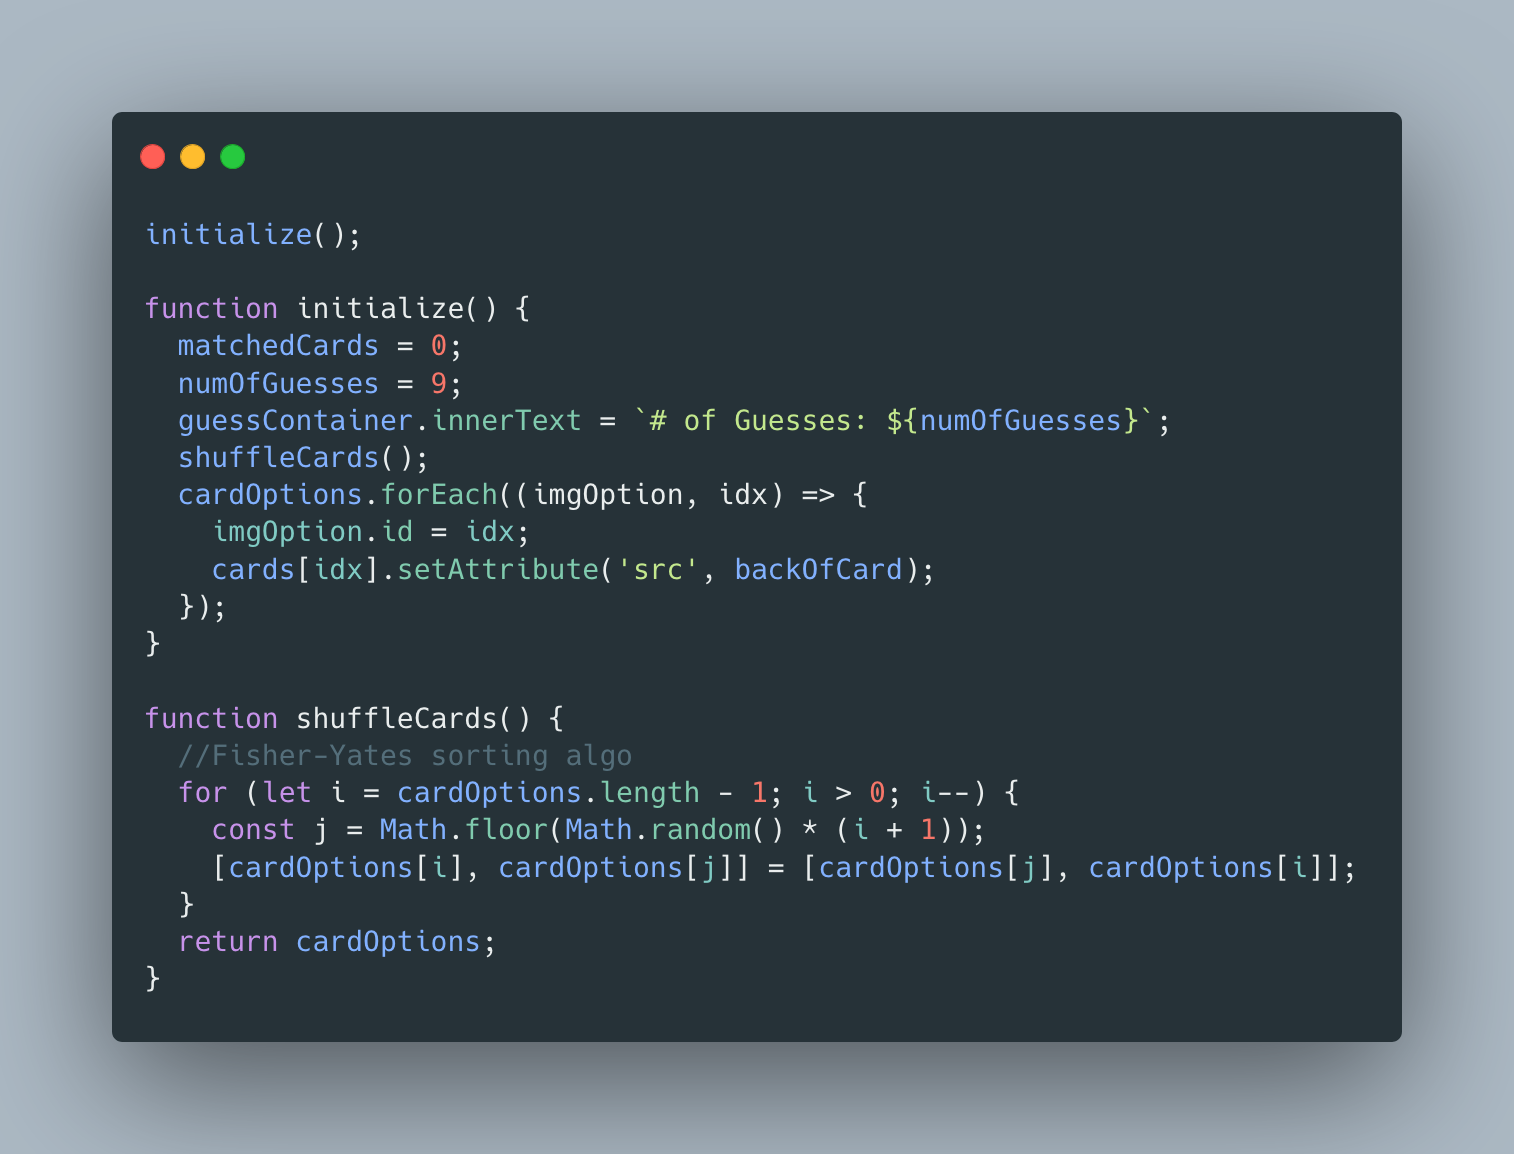 initialize();

function initialize() {
  matchedCards = 0;
  numOfGuesses = 9;
  guessContainer.innerText = `# of Guesses: ${numOfGuesses}`;
  shuffleCards();
  cardOptions.forEach((imgOption, idx) => {
    imgOption.id = idx;
    cards[idx].setAttribute('src', backOfCard);
  });
}

function shuffleCards() {
  //Fisher-Yates sorting algo
  for (let i = cardOptions.length - 1; i > 0; i--) {
    const j = Math.floor(Math.random() * (i + 1));
    [cardOptions[i], cardOptions[j]] = [cardOptions[j], cardOptions[i]];
  }
  return cardOptions;
}